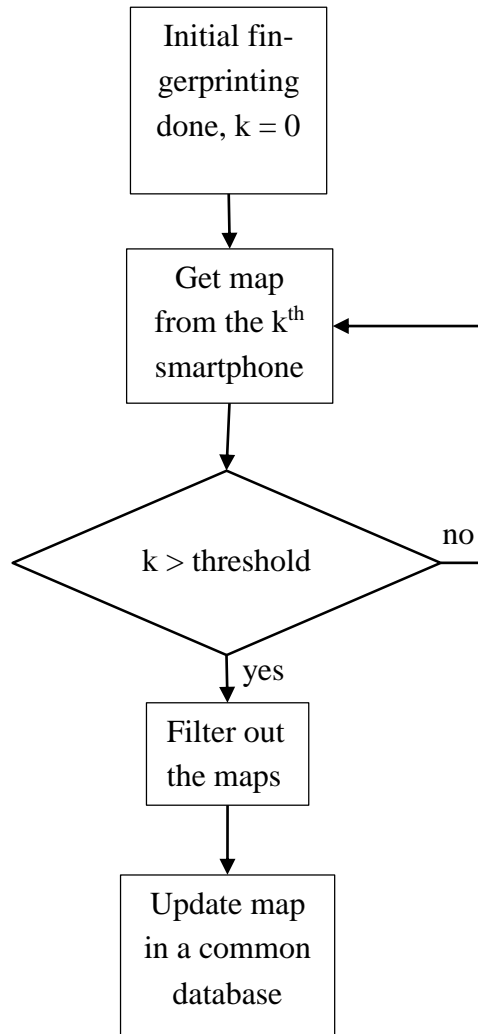 Initial fin-
gerprinting
done, k = 0
Get map
from the kth
smartphone
k > threshold
no
yes
Filter out
the maps
Update map
in a common
database